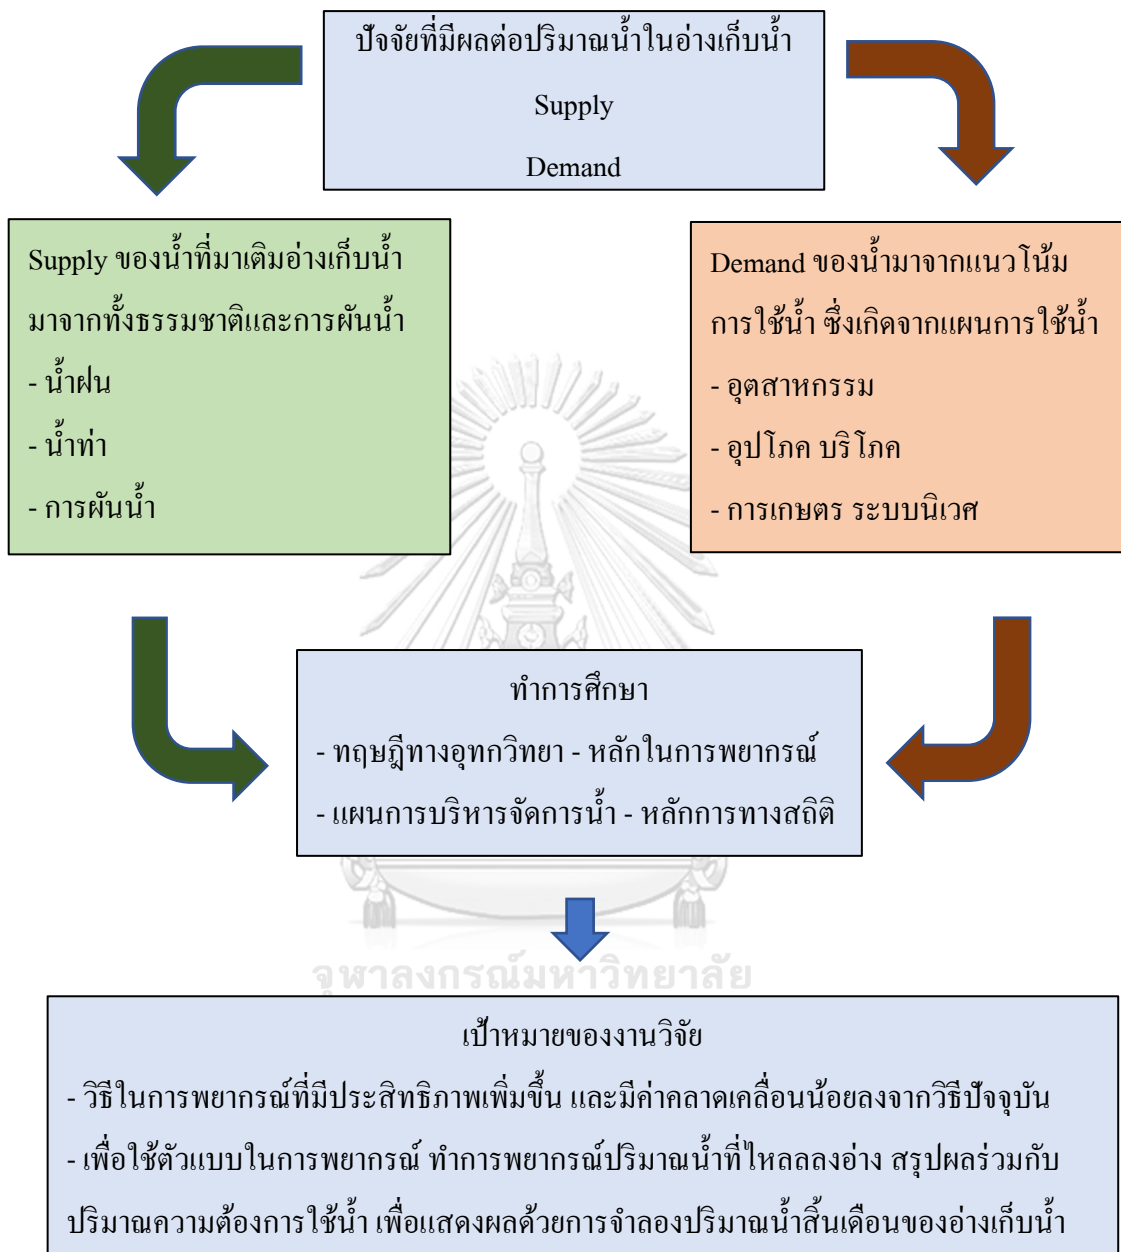 ปัจจัยที่มีผลต่อปริมาณน้ำในอ่างเก็บน้ำ
Supply
Demand
Supply ของน้ำที่มาเติมอ่างเก็บน้ำ
มาจากทั้งธรรมชาติและการผันน้ำ
- น้ำฝน
- น้ำท่า
- การผันน้ำ
Demand ของน้ำมาจากแนวโน้ม
การใช้น้ำ ซึ่งเกิดจากแผนการใช้น้ำ
- อุตสาหกรรม
- อุปโภค บริโภค
- การเกษตร ระบบนิเวศ
ทำการศึกษา
- ทฤษฎีทางอุทกวิทยา - หลักในการพยากรณ์
- แผนการบริหารจัดการน้ำ - หลักการทางสถิติ
จุฬาลงกรณ์มหาวิทยาลัย
เป้าหมายของงานวิจัย
- วิธีในการพยากรณ์ที่มีประสิทธิภาพเพิ่มขึ้น และมีค่าคลาดเคลื่อนน้อยลงจากวิธีปัจจุบัน
- เพื่อใช้ตัวแบบในการพยากรณ์ ทำการพยากรณ์ปริมาณน้ำที่ไหลลลงอ่าง สรุปผลร่วมกับ
ปริมาณความต้องการใช้น้ำ เพื่อแสดงผลด้วยการจำลองปริมาณน้ำสิ้นเดือนของอ่างเก็บน้ำ